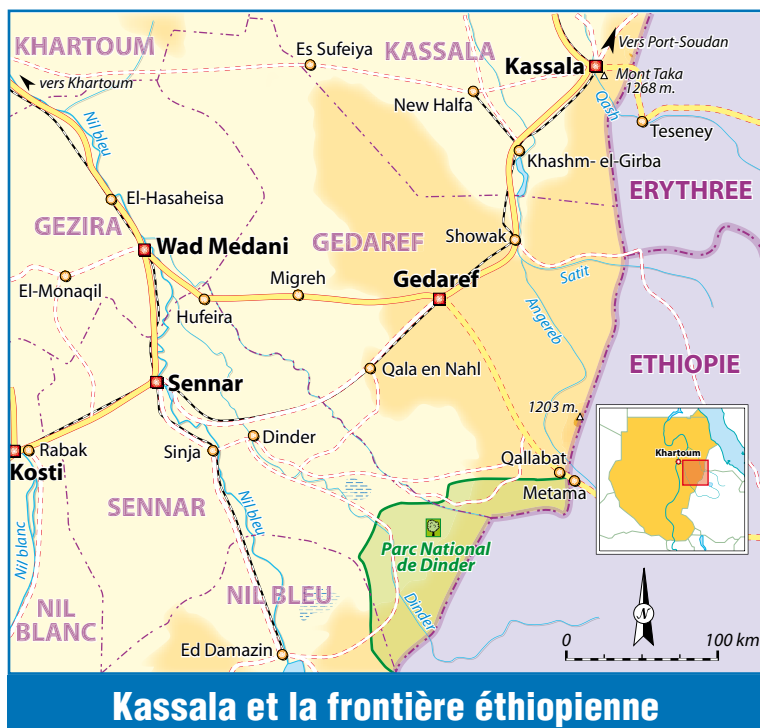 KHARTOUM
Es Sufeiya
KASSALA
Vers Port-Soudan
Kassala
Mont Taka
1268 m.
vers Khartoum
Nil bleu
New Halfa
Qash
Teseney
Khashm- el-Girba
El-Hasaheisa
ERYTHREE
GEZIRA
Wad Medani
GEDAREF
Showak
El-Monaqil
Migreh
Gedaref
Satit
Hufeira
Angereb
ETHIOPIE
Sennar
Qala en Nahl
1203 m.
Rabak
Kosti
Sinja
Dinder
Khartoum
Qallabat
Metama
SENNAR
Nil bleu
Nil blanc
Parc National
de Dinder
NIL
BLANC
NIL BLEU
Dinder
N
Ed Damazin
0
100 km
Kassala et la frontière éthiopienne